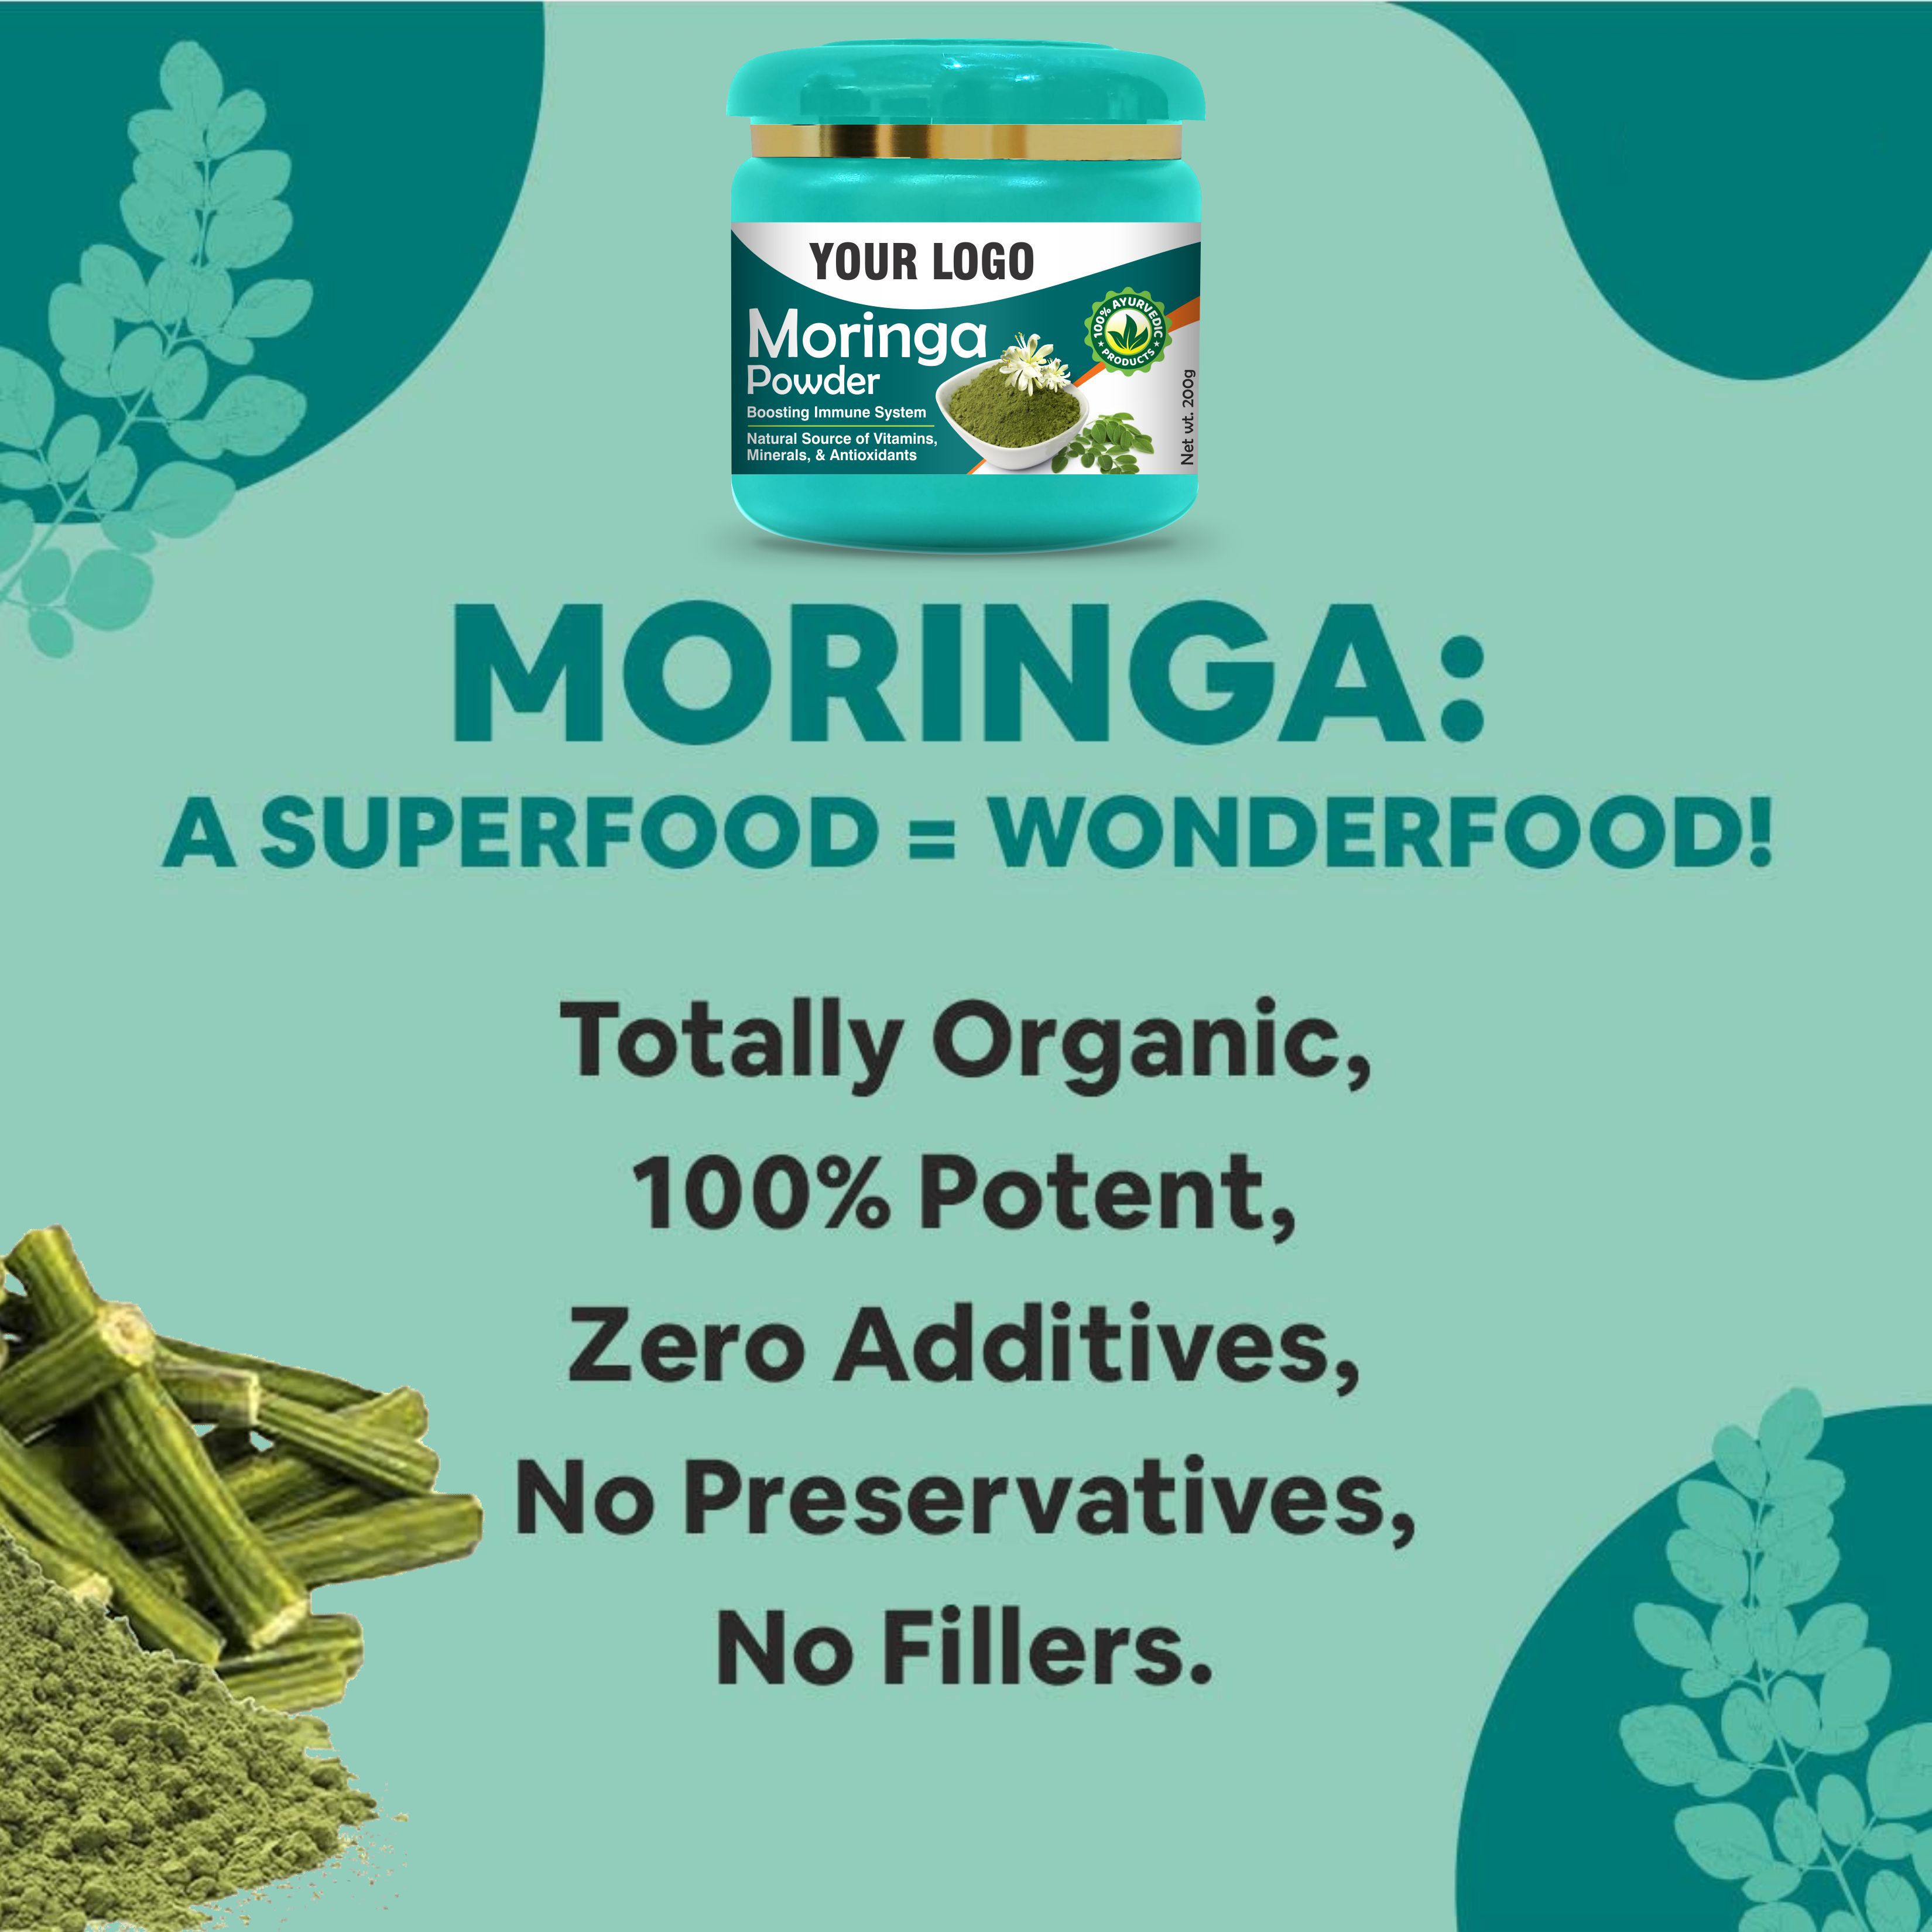 YOUR LOGO
Moringa
Powder
Boosting Immune System
Natural Source of Vitamins,
Minerals, & Antioxidants
100% AYURVEDIC
PRODUCTS
Net wt. 200g
MORINGA:
A SUPERFOOD = WONDERFOOD!
Totally Organic,
100% Potent,
Zero Additives,
No Preservatives,
No Fillers.